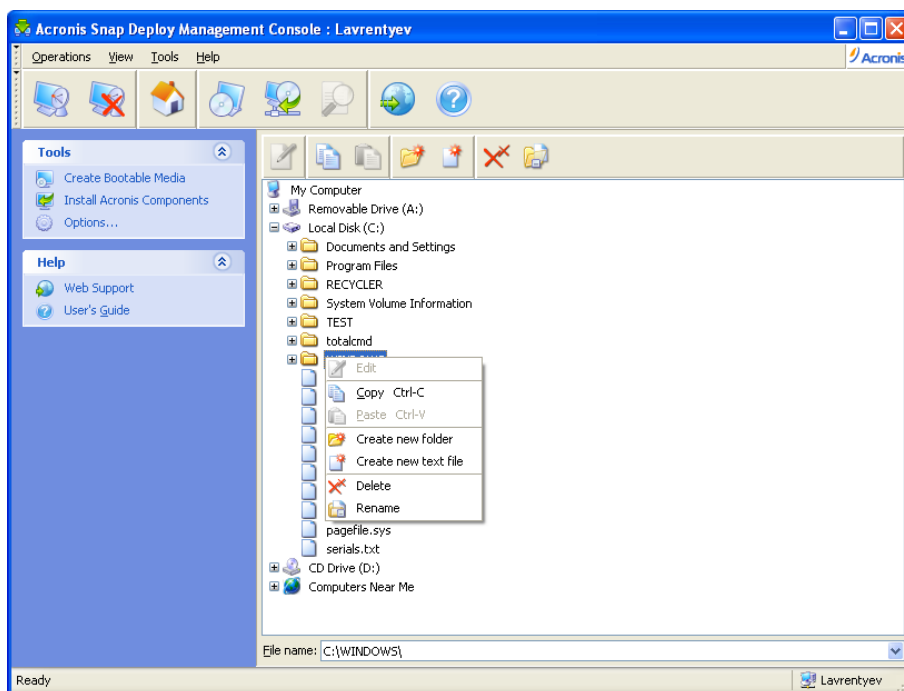 Acronis Snap Deploy Management Console : Lavrentyev
Operations View Tools Help
Acronis
Tools
Create Bootable Media
Install Acronis Components
Options...
Help
Web Support
User's Guide
My Computer
Removable Drive (A:)
Local Disk (C:)
Documents and Settings
Program Files
RECYCLER
System Volume Information
TEST
totalcmd
Edit
Copy Ctrl-C
Paste Ctrl-V
Create new folder
Create new text file
Delete
Rename
pagefile.sys
serials.txt
CD Drive (D:)
Computers Near Me
File name: C:\WINDOWS\
Ready
Lavrentyev